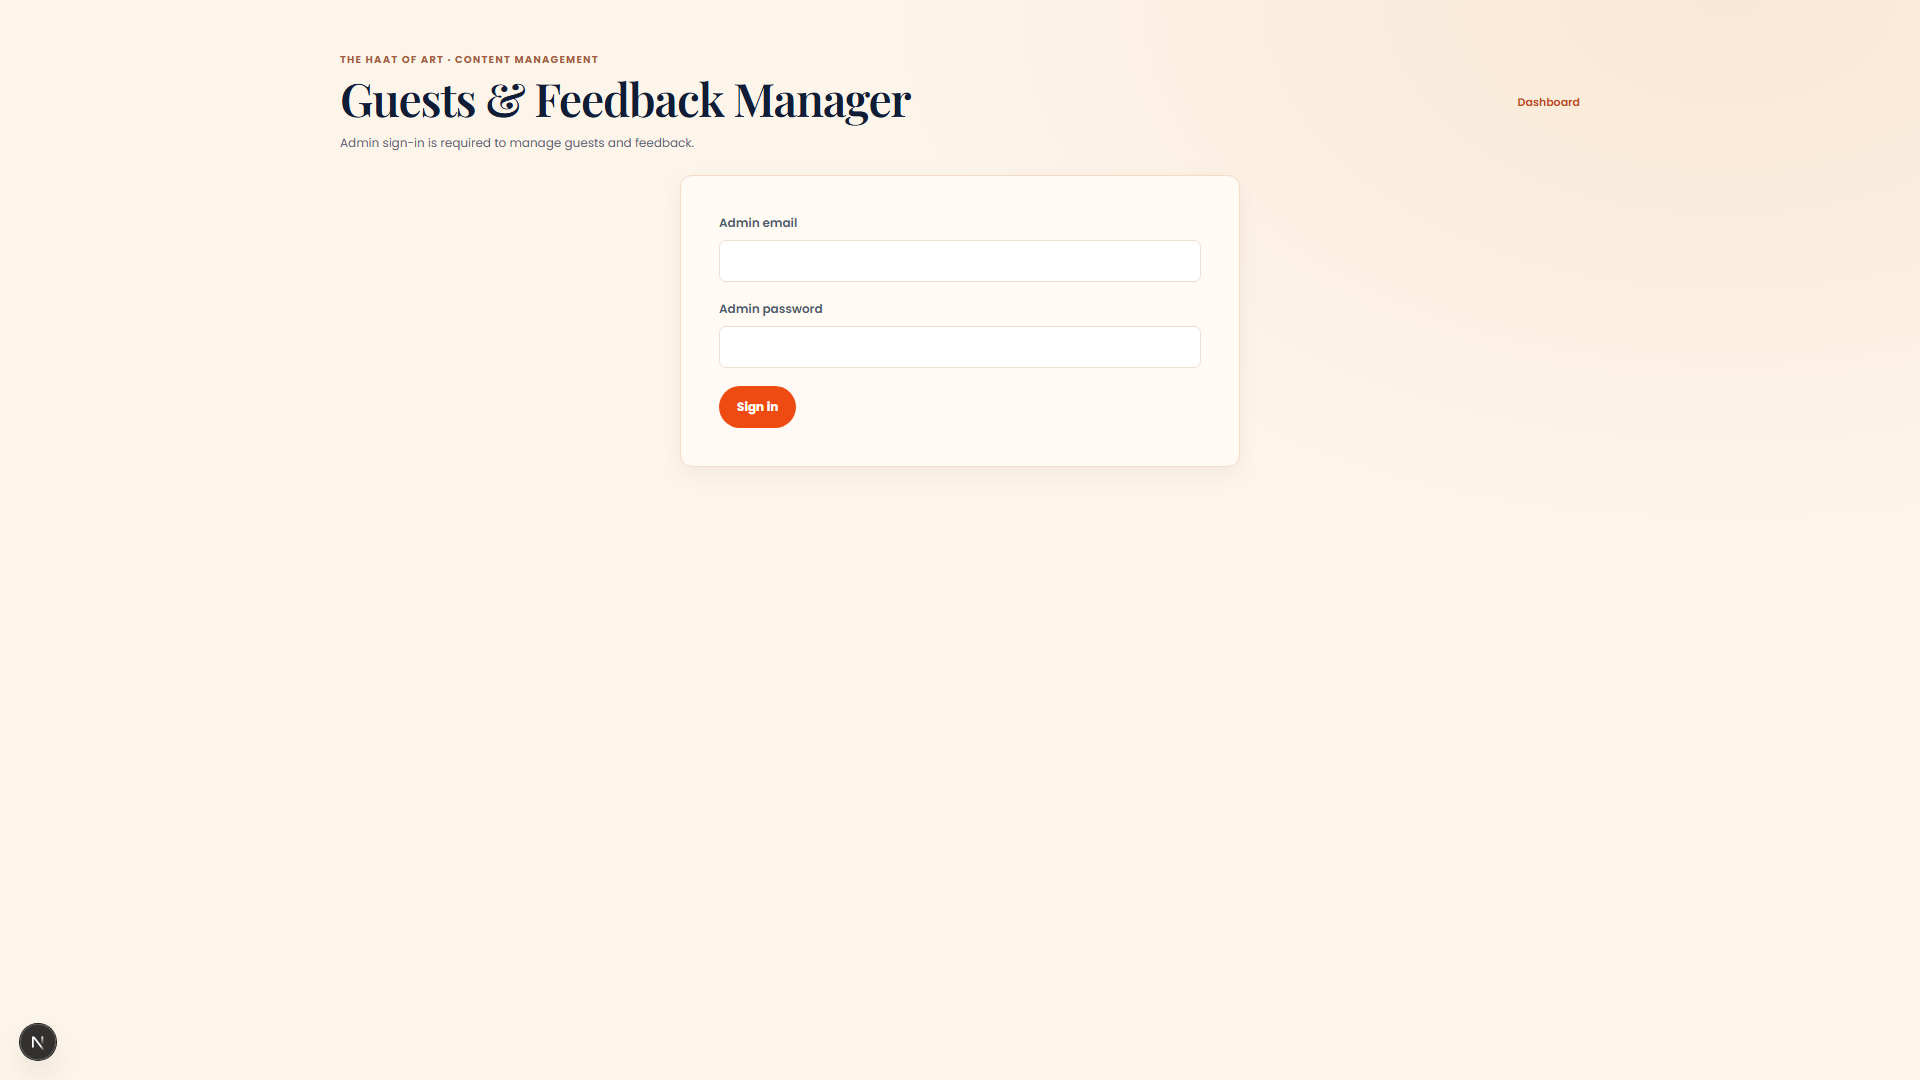 THE HAAT OF ART · CONTENT MANAGEMENT
Guests & Feedback Manager
Dashboard
Admin sign-in is required to manage guests and feedback.
Admin email
Admin password
Sign in
N